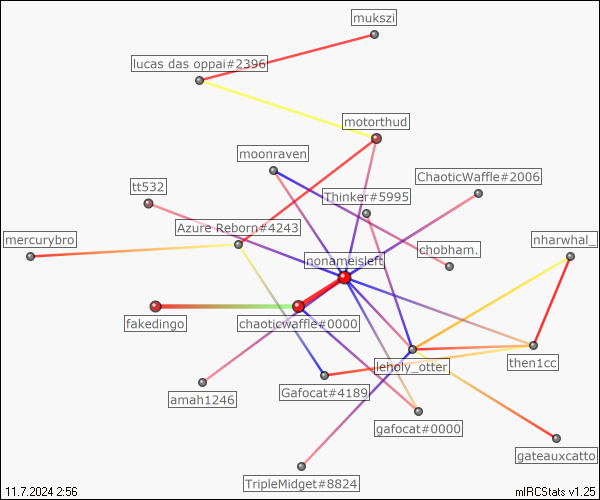 mukszi
lucas das oppai#2396
motorthud
moonraven
ChaoticWaffle#2006
tt532
Thinker#5995
Azure Reborn#4243
mercurybro
chobham.
nharwhal_
nonameisleft
fakedingo
chaoticwaffle#0000
leholy_otter
then1cc
Gafocat#4189
amah1246
gafocat#0000
gateauxcatto
TripleMidget#8824
11.7.2024 2:56
mIRCStats v1.25